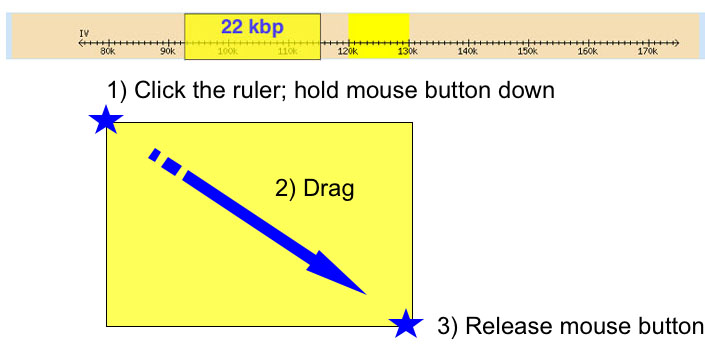 22 kbp
IV
80k 90k 100k 110k 120k 130k 140k 150k 160k 170k
1) Click the ruler; hold mouse button down
2) Drag
3) Release mouse button